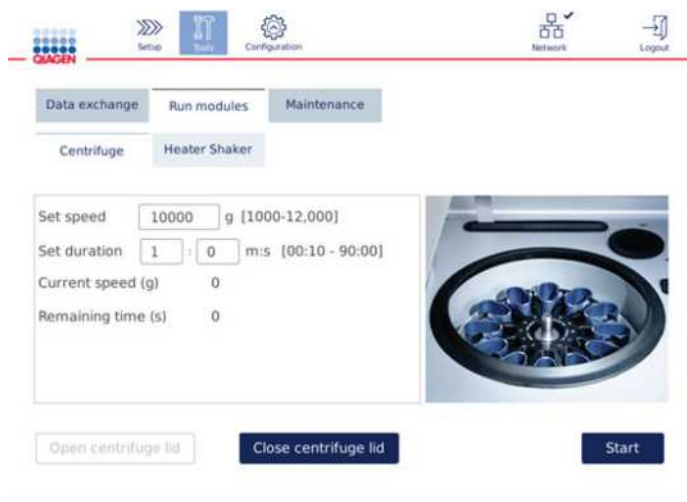 QIAGEN
Setup
Tools
Configuration
Network
Logout
Data exchange
Run modules
Maintenance
Centrifuge
Heater Shaker
Set speed 10000 g [1000-12,000]
Set duration 1 : 0 m:s [00:10 - 90:00]
Current speed (g) 0
Remaining time (s) 0
Open centrifuge lid
Close centrifuge lid
Start